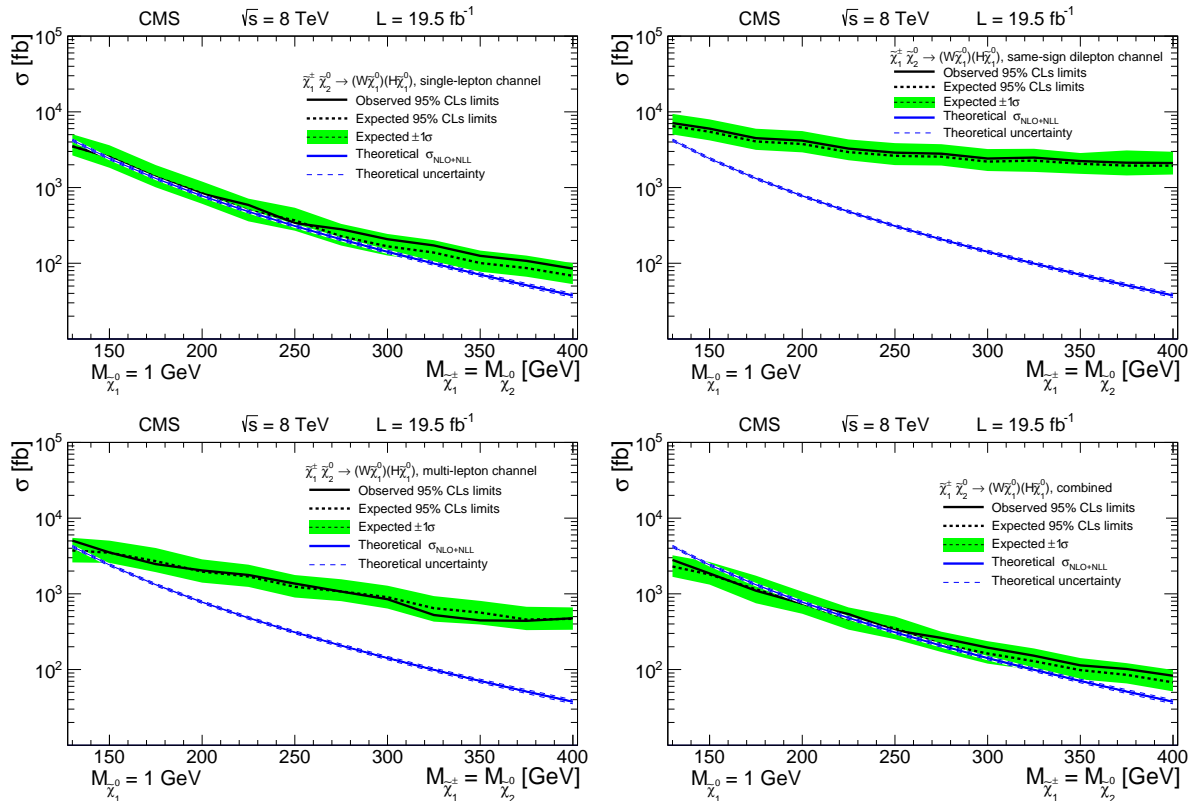 CMS √s = 8 TeV L = 19.5 fb⁻¹
σ [fb]
10⁵
10⁴
10³
10²
χ̃₁± χ̃₂⁰ → (Wχ̃₁⁰)(Hχ̃₁⁰), single-lepton channel
Observed 95% CLs limits
Expected 95% CLs limits
Expected ±1σ
Theoretical σNLO+NLL
Theoretical uncertainty
150 200 250 300 350 400
Mχ̃₁⁰ = 1 GeV
Mχ̃₁± = Mχ̃₂⁰ [GeV]
CMS √s = 8 TeV L = 19.5 fb⁻¹
σ [fb]
10⁵
10⁴
10³
10²
χ̃₁± χ̃₂⁰ → (Wχ̃₁⁰)(Hχ̃₁⁰), same-sign dilepton channel
Observed 95% CLs limits
Expected 95% CLs limits
Expected ±1σ
Theoretical σNLO+NLL
Theoretical uncertainty
150 200 250 300 350 400
Mχ̃₁⁰ = 1 GeV
Mχ̃₁± = Mχ̃₂⁰ [GeV]
CMS √s = 8 TeV L = 19.5 fb⁻¹
σ [fb]
10⁵
10⁴
10³
10²
χ̃₁± χ̃₂⁰ → (Wχ̃₁⁰)(Hχ̃₁⁰), multi-lepton channel
Observed 95% CLs limits
Expected 95% CLs limits
Expected ±1σ
Theoretical σNLO+NLL
Theoretical uncertainty
150 200 250 300 350 400
Mχ̃₁⁰ = 1 GeV
Mχ̃₁± = Mχ̃₂⁰ [GeV]
CMS √s = 8 TeV L = 19.5 fb⁻¹
σ [fb]
10⁵
10⁴
10³
10²
χ̃₁± χ̃₂⁰ → (Wχ̃₁⁰)(Hχ̃₁⁰), combined
Observed 95% CLs limits
Expected 95% CLs limits
Expected ±1σ
Theoretical σNLO+NLL
Theoretical uncertainty
150 200 250 300 350 400
Mχ̃₁⁰ = 1 GeV
Mχ̃₁± = Mχ̃₂⁰ [GeV]